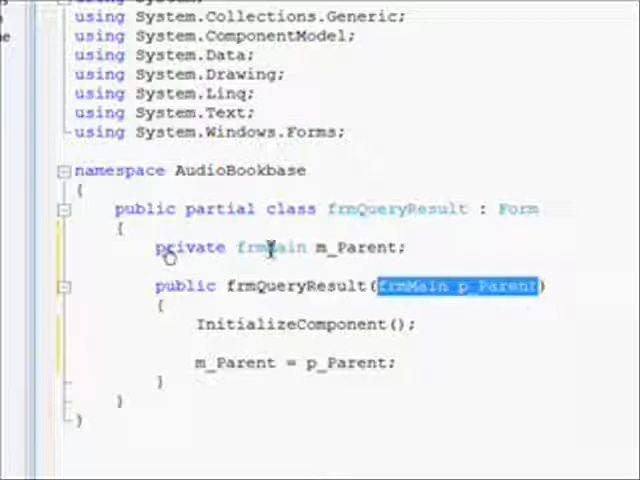 using System.Collections.Generic;
using System.ComponentModel;
using System.Data;
using System.Drawing;
using System.Linq;
using System.Text;
using System.Windows.Forms;
namespace AudioBookbase
{
public partial class frmQueryResult : Form
{
private frmMain m_Parent;
public frmQueryResult(frmMain p_Parent)
{
InitializeComponent();
m_Parent = p_Parent;
}
}
}